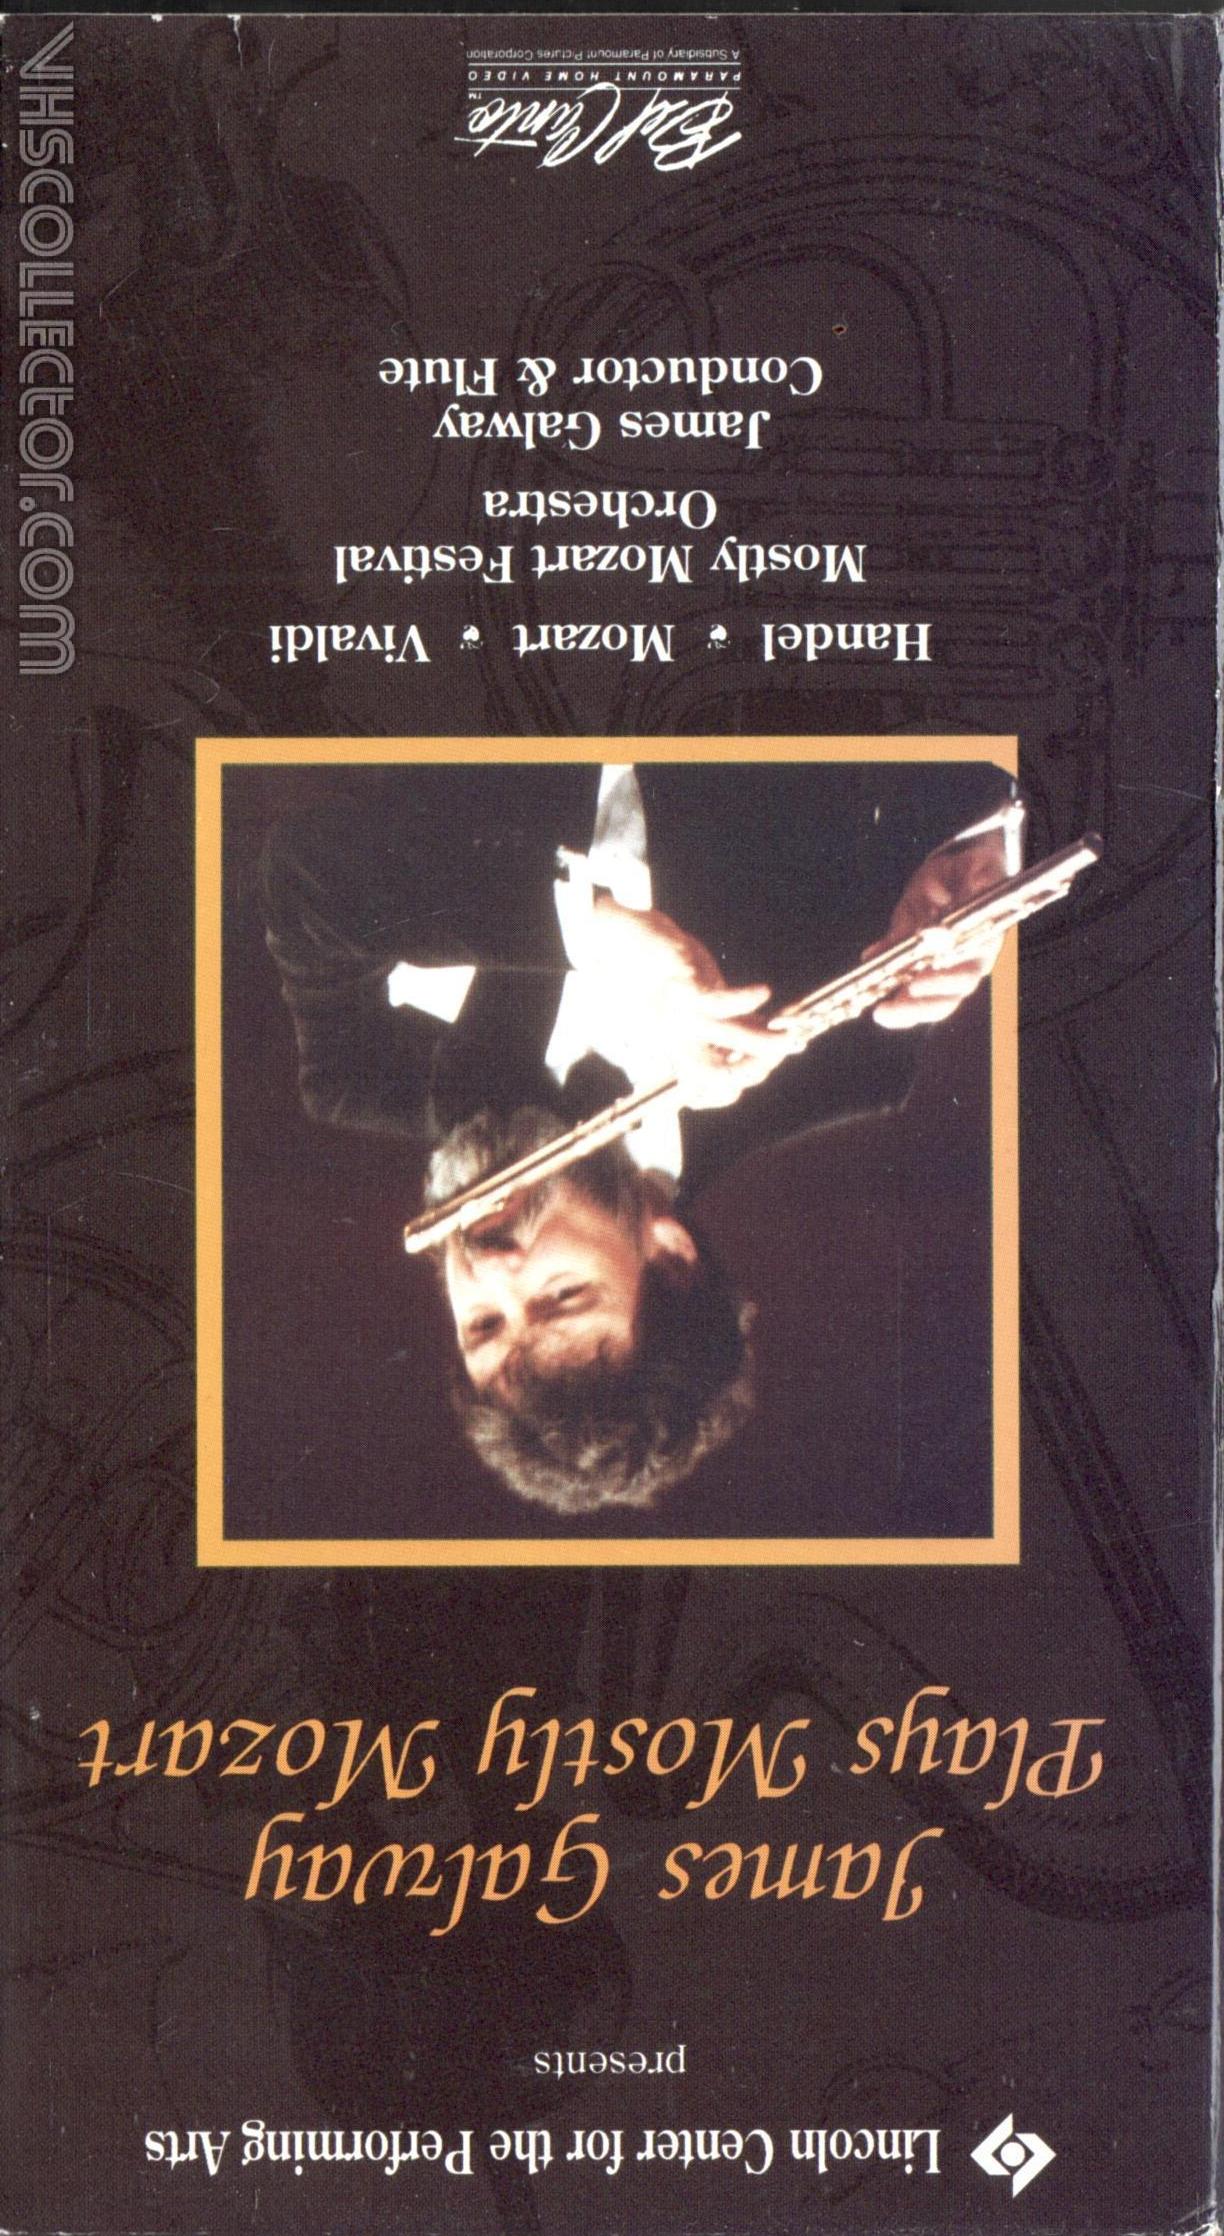 Lincoln Center for the Performing Arts
presents
James Galway
Plays Mostly Mozart
Handel Mozart Vivaldi
Mostly Mozart Festival
Orchestra
James Galway
Conductor & Flute
Bel Canto
TM
PARAMOUNT HOME VIDEO
A Subsidiary of Paramount Pictures Corporation
VHSCOLLECTOR.COM